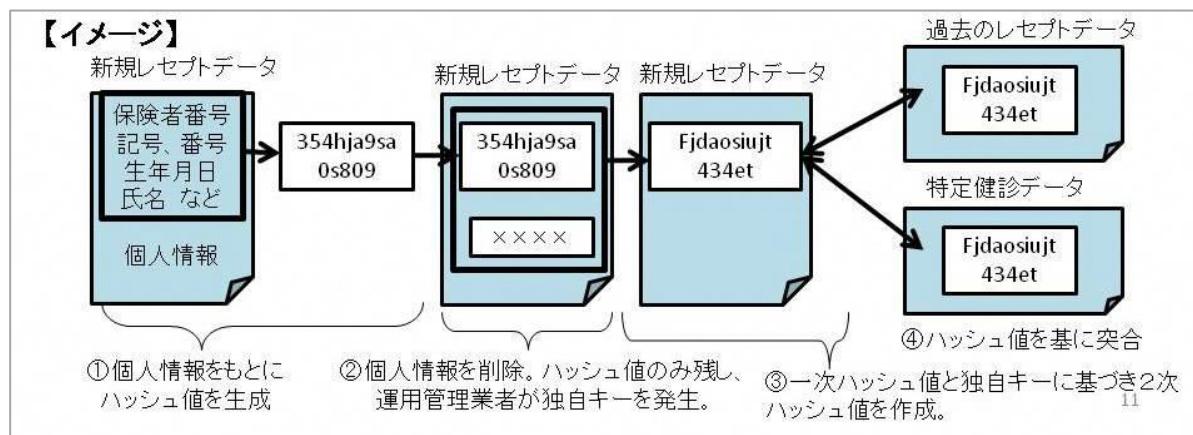 【イメージ】
新規レセプトデータ
保険者番号
記号、番号
生年月日
氏名 など
個人情報
354hja9sa
0s809
新規レセプトデータ
354hja9sa
0s809
××××
新規レセプトデータ
Fjdaosiujt
434et
過去のレセプトデータ
Fjdaosiujt
434et
特定健診データ
Fjdaosiujt
434et
①個人情報をもとに
ハッシュ値を生成
②個人情報を削除。ハッシュ値のみ残し、
運用管理業者が独自キーを発生。
③一次ハッシュ値と独自キーに基づき2次
ハッシュ値を作成。
④ハッシュ値を基に突合
11